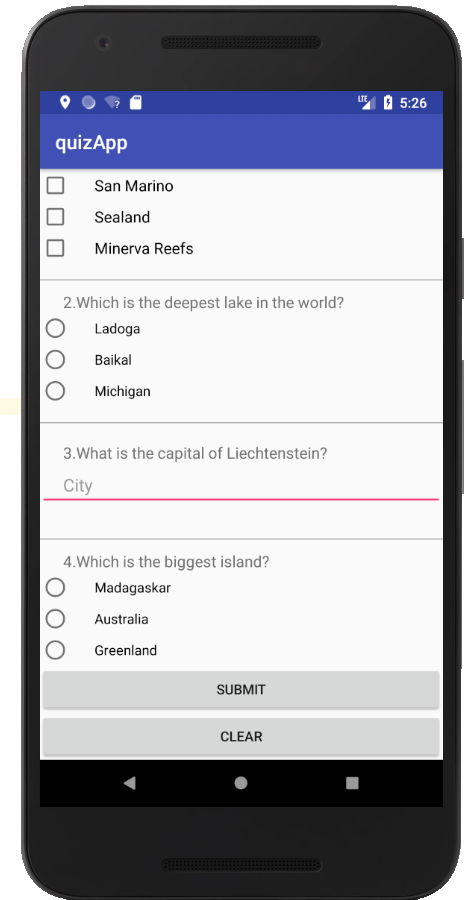 LTE 5:26
quizApp
San Marino
Sealand
Minerva Reefs
2.Which is the deepest lake in the world?
Ladoga
Baikal
Michigan
3.What is the capital of Liechtenstein?
City
4.Which is the biggest island?
Madagaskar
Australia
Greenland
SUBMIT
CLEAR